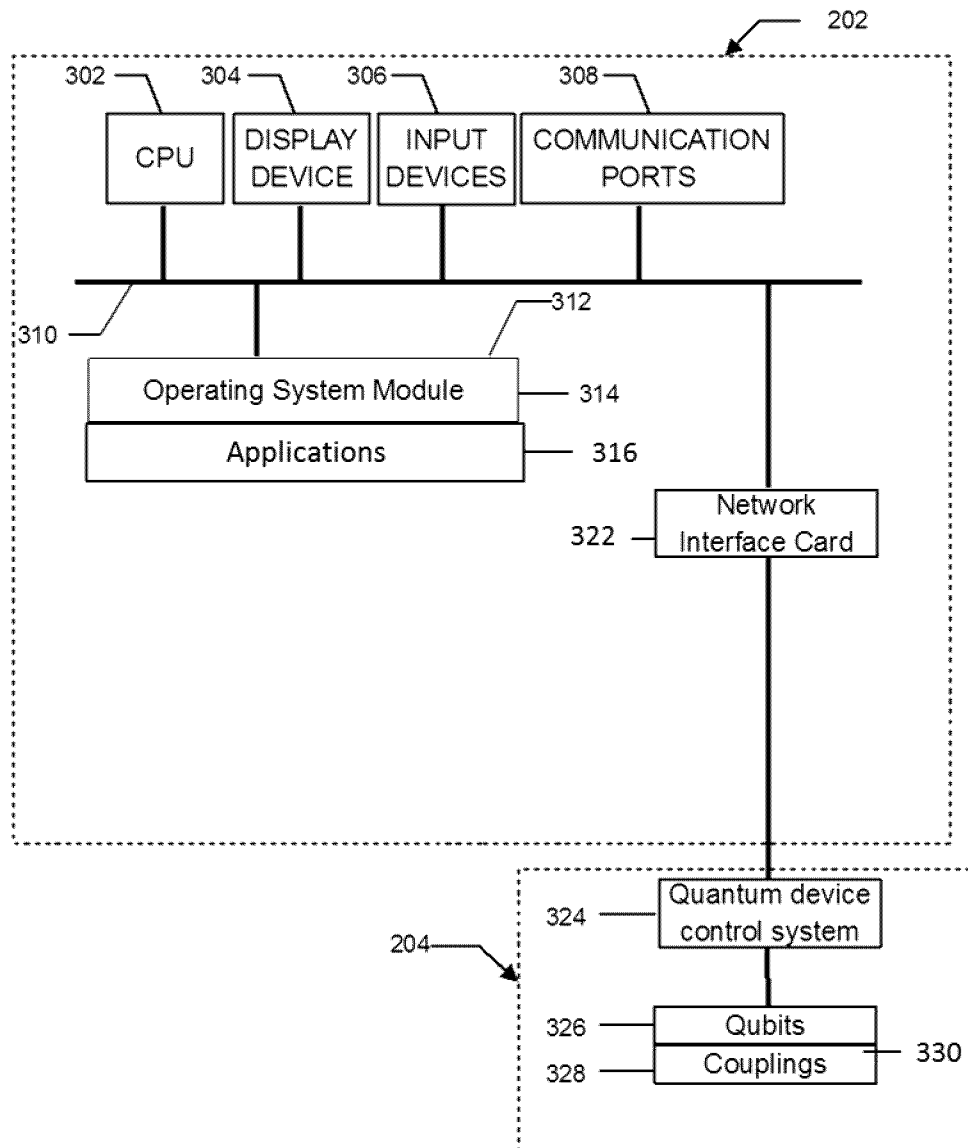 202
302
304
306
308
CPU
DISPLAY
DEVICE
INPUT
DEVICES
COMMUNICATION
PORTS
310
312
Operating System Module
314
Applications
316
Network
Interface Card
322
Quantum device
control system
324
204
326
Qubits
328
Couplings
330